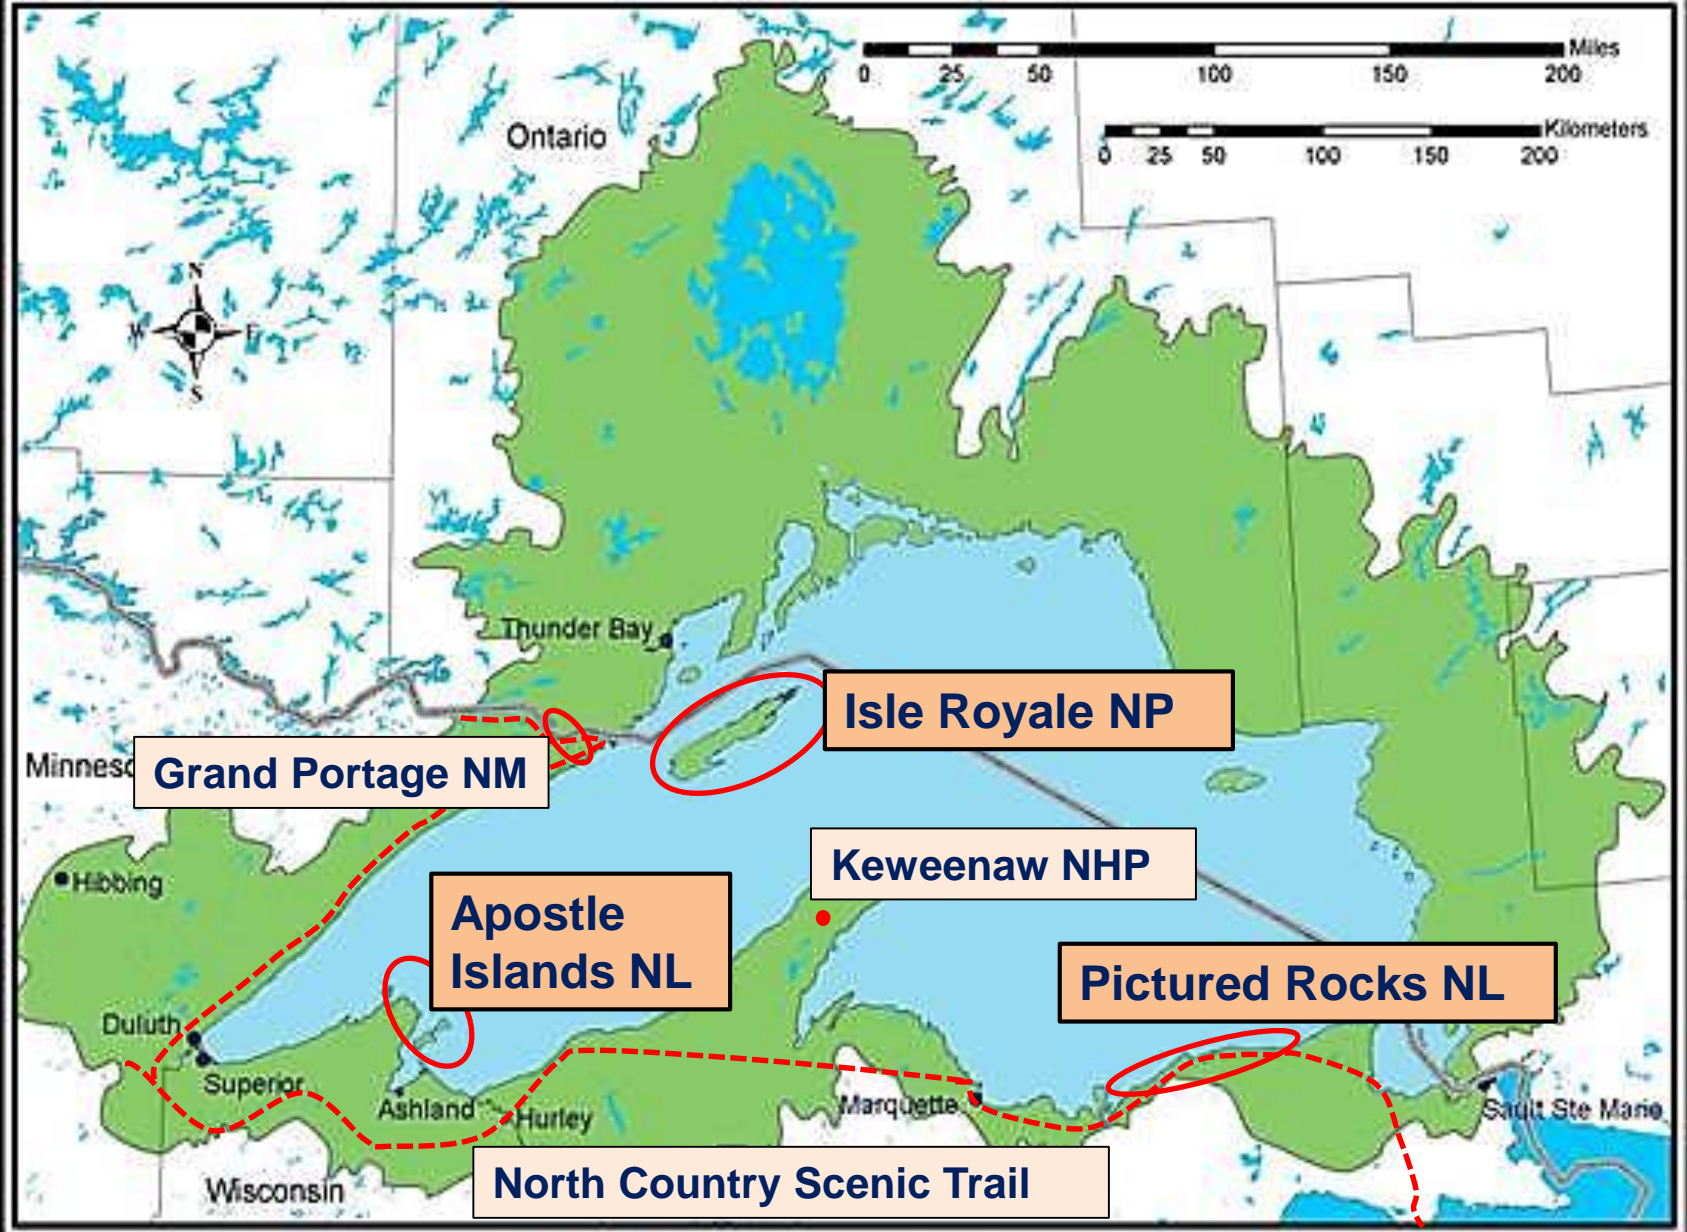 Miles
0 25 50 100 150 200
Kilometers
0 25 50 100 150 200
Ontario
N
W E
S
Thunder Bay
Isle Royale NP
Minneso
Grand Portage NM
Keweenaw NHP
Hibbing
Apostle
Islands NL
Pictured Rocks NL
Duluth
Superior
Ashland
Hurley
Marquette
Sault Ste Marie
North Country Scenic Trail
Wisconsin